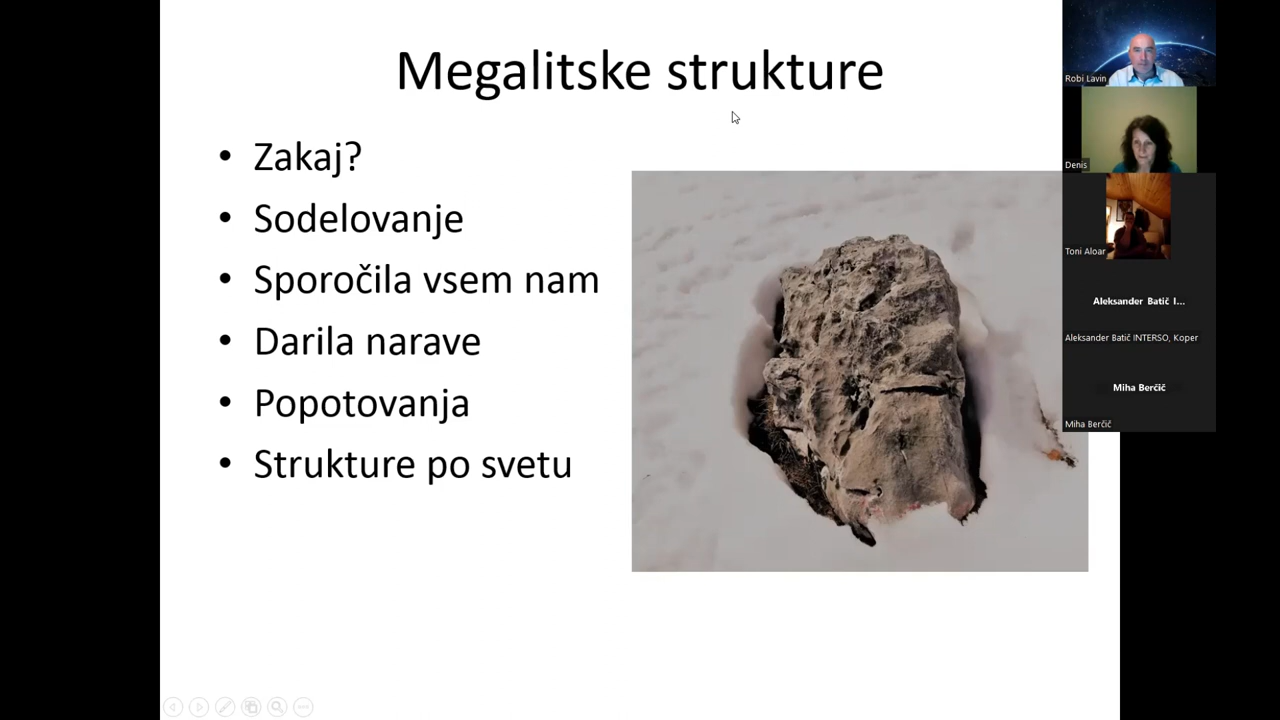 Megalitske strukture
• Zakaj?
• Sodelovanje
• Sporočila vsem nam
• Darila narave
• Popotovanja
• Strukture po svetu
Robi Lavin
Denis
Toni Aloar
Aleksander Batič I...
Aleksander Batič INTERSO, Koper
Miha Berčič
Miha Berčič